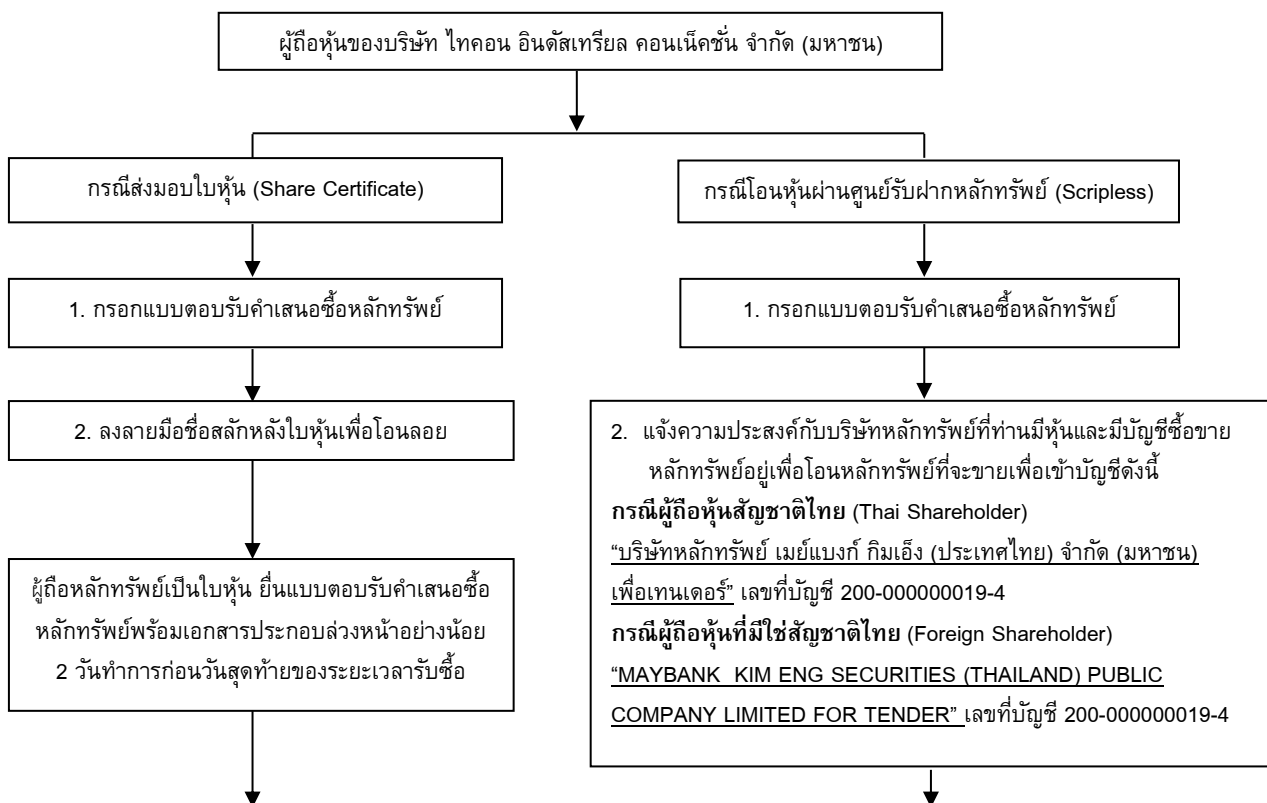 ผู้ถือหุ้นของบริษัท ไทคอน อินดัสเทรียล คอนเน็คชั่น จำกัด (มหาชน)
กรณีส่งมอบใบหุ้น (Share Certificate)
1. กรอกแบบตอบรับคำเสนอซื้อหลักทรัพย์
2. ลงลายมือชื่อสลักหลังใบหุ้นเพื่อโอนลอย
ผู้ถือหลักทรัพย์เป็นใบหุ้น ยื่นแบบตอบรับคำเสนอซื้อ
หลักทรัพย์พร้อมเอกสารประกอบล่วงหน้าอย่างน้อย
2 วันทำการก่อนวันสุดท้ายของระยะเวลารับซื้อ
กรณีโอนหุ้นผ่านศูนย์รับฝากหลักทรัพย์ (Scripless)
1. กรอกแบบตอบรับคำเสนอซื้อหลักทรัพย์
2. แจ้งความประสงค์กับบริษัทหลักทรัพย์ที่ท่านมีหุ้นและมีบัญชีซื้อขาย
หลักทรัพย์อยู่เพื่อโอนหลักทรัพย์ที่จะขายเพื่อเข้าบัญชีดังนี้
กรณีผู้ถือหุ้นสัญชาติไทย (Thai Shareholder)
“บริษัทหลักทรัพย์ เมย์แบงก์ กิมเอ็ง (ประเทศไทย) จำกัด (มหาชน)
เพื่อเทนเดอร์” เลขที่บัญชี 200-000000019-4
กรณีผู้ถือหุ้นที่มิใช่สัญชาติไทย (Foreign Shareholder)
“MAYBANK KIM ENG SECURITIES (THAILAND) PUBLIC
COMPANY LIMITED FOR TENDER” เลขที่บัญชี 200-000000019-4